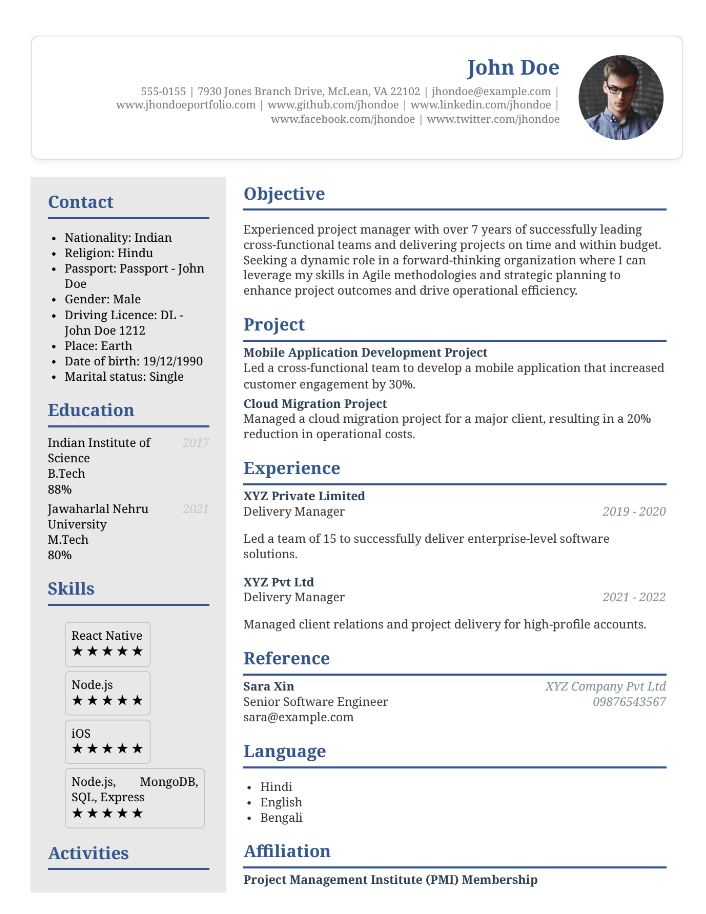 John Doe
555-0155 | 7930 Jones Branch Drive, McLean, VA 22102 | jhondoe@example.com |
www.jhondoeportfolio.com | www.github.com/jhondoe | www.linkedin.com/jhondoe |
www.facebook.com/jhondoe | www.twitter.com/jhondoe
Contact
• Nationality: Indian
• Religion: Hindu
• Passport: Passport - John
Doe
• Gender: Male
• Driving Licence: DL -
John Doe 1212
• Place: Earth
• Date of birth: 19/12/1990
• Marital status: Single
Education
Indian Institute of 2017
Science
B.Tech
88%
Jawaharlal Nehru 2021
University
M.Tech
80%
Skills
React Native
★★★★★
Node.js
★★★★★
iOS
★★★★★
Node.js, MongoDB,
SQL, Express
★★★★★
Activities
Objective
Experienced project manager with over 7 years of successfully leading
cross-functional teams and delivering projects on time and within budget.
Seeking a dynamic role in a forward-thinking organization where I can
leverage my skills in Agile methodologies and strategic planning to
enhance project outcomes and drive operational efficiency.
Project
Mobile Application Development Project
Led a cross-functional team to develop a mobile application that increased
customer engagement by 30%.
Cloud Migration Project
Managed a cloud migration project for a major client, resulting in a 20%
reduction in operational costs.
Experience
XYZ Private Limited
Delivery Manager 2019 - 2020
Led a team of 15 to successfully deliver enterprise-level software
solutions.
XYZ Pvt Ltd
Delivery Manager 2021 - 2022
Managed client relations and project delivery for high-profile accounts.
Reference
Sara Xin XYZ Company Pvt Ltd
Senior Software Engineer 09876543567
sara@example.com
Language
• Hindi
• English
• Bengali
Affiliation
Project Management Institute (PMI) Membership